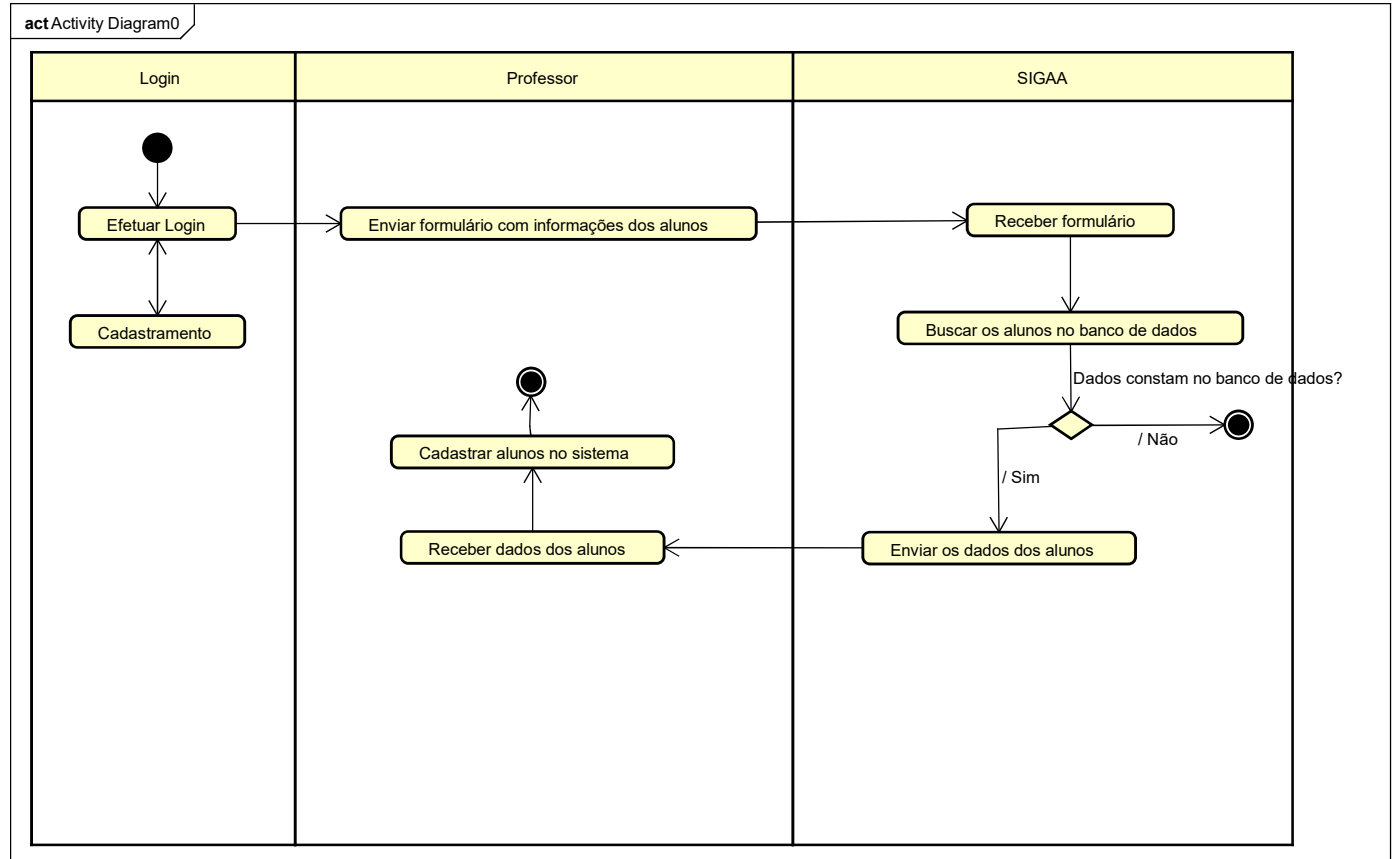 act Activity Diagram0
Login
Professor
SIGAA
Efetuar Login
Enviar formulário com informações dos alunos
Receber formulário
Cadastramento
Buscar os alunos no banco de dados
Dados constam no banco de dados?
/ Não
/ Sim
Cadastrar alunos no sistema
Receber dados dos alunos
Enviar os dados dos alunos